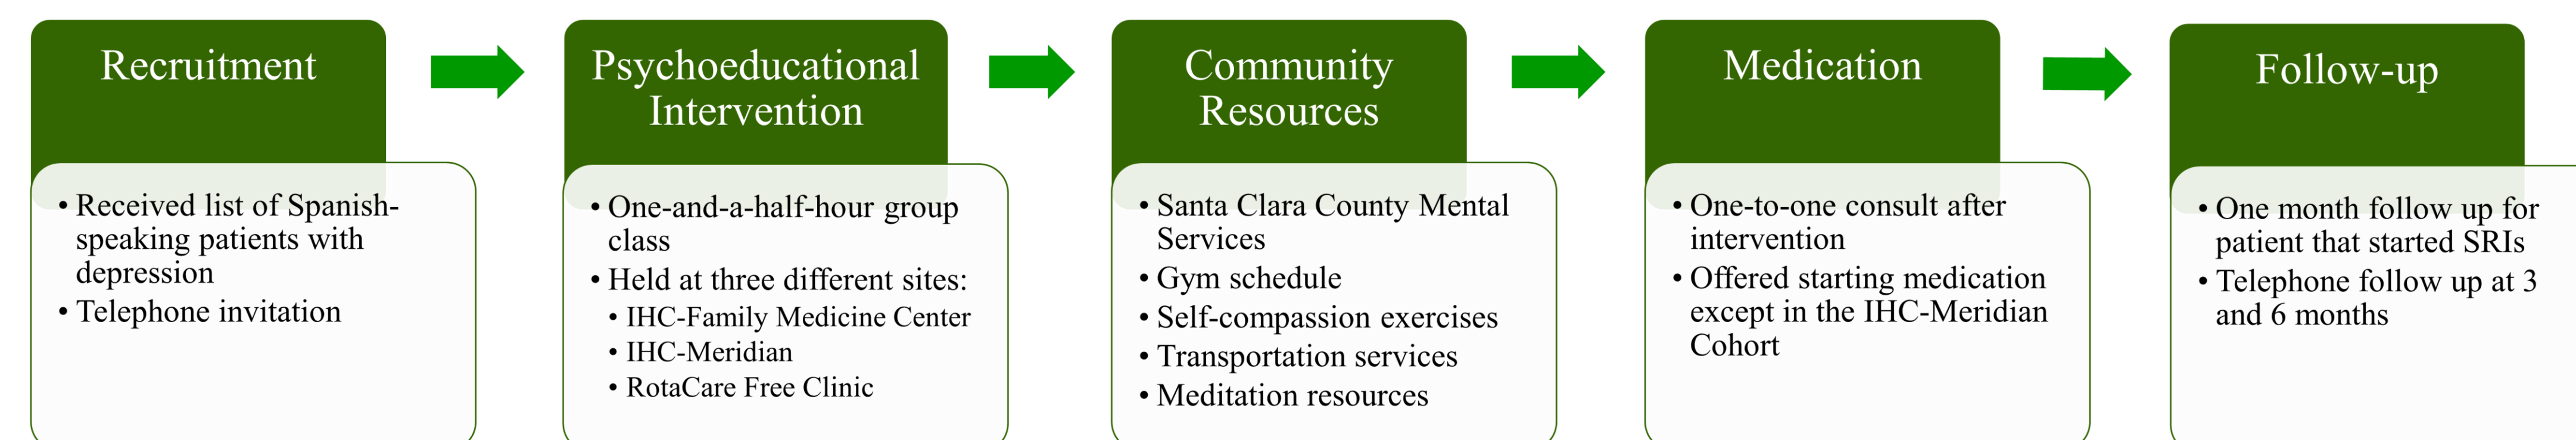 Recruitment
• Received list of Spanish-
speaking patients with
depression
• Telephone invitation
Psychoeducational
Intervention
• One-and-a-half-hour group
class
• Held at three different sites:
• IHC-Family Medicine Center
• IHC-Meridian
• RotaCare Free Clinic
Community
Resources
• Santa Clara County Mental
Services
• Gym schedule
• Self-compassion exercises
• Transportation services
• Meditation resources
Medication
• One-to-one consult after
intervention
• Offered starting medication
except in the IHC-Meridian
Cohort
Follow-up
• One month follow up for
patient that started SRIs
• Telephone follow up at 3
and 6 months